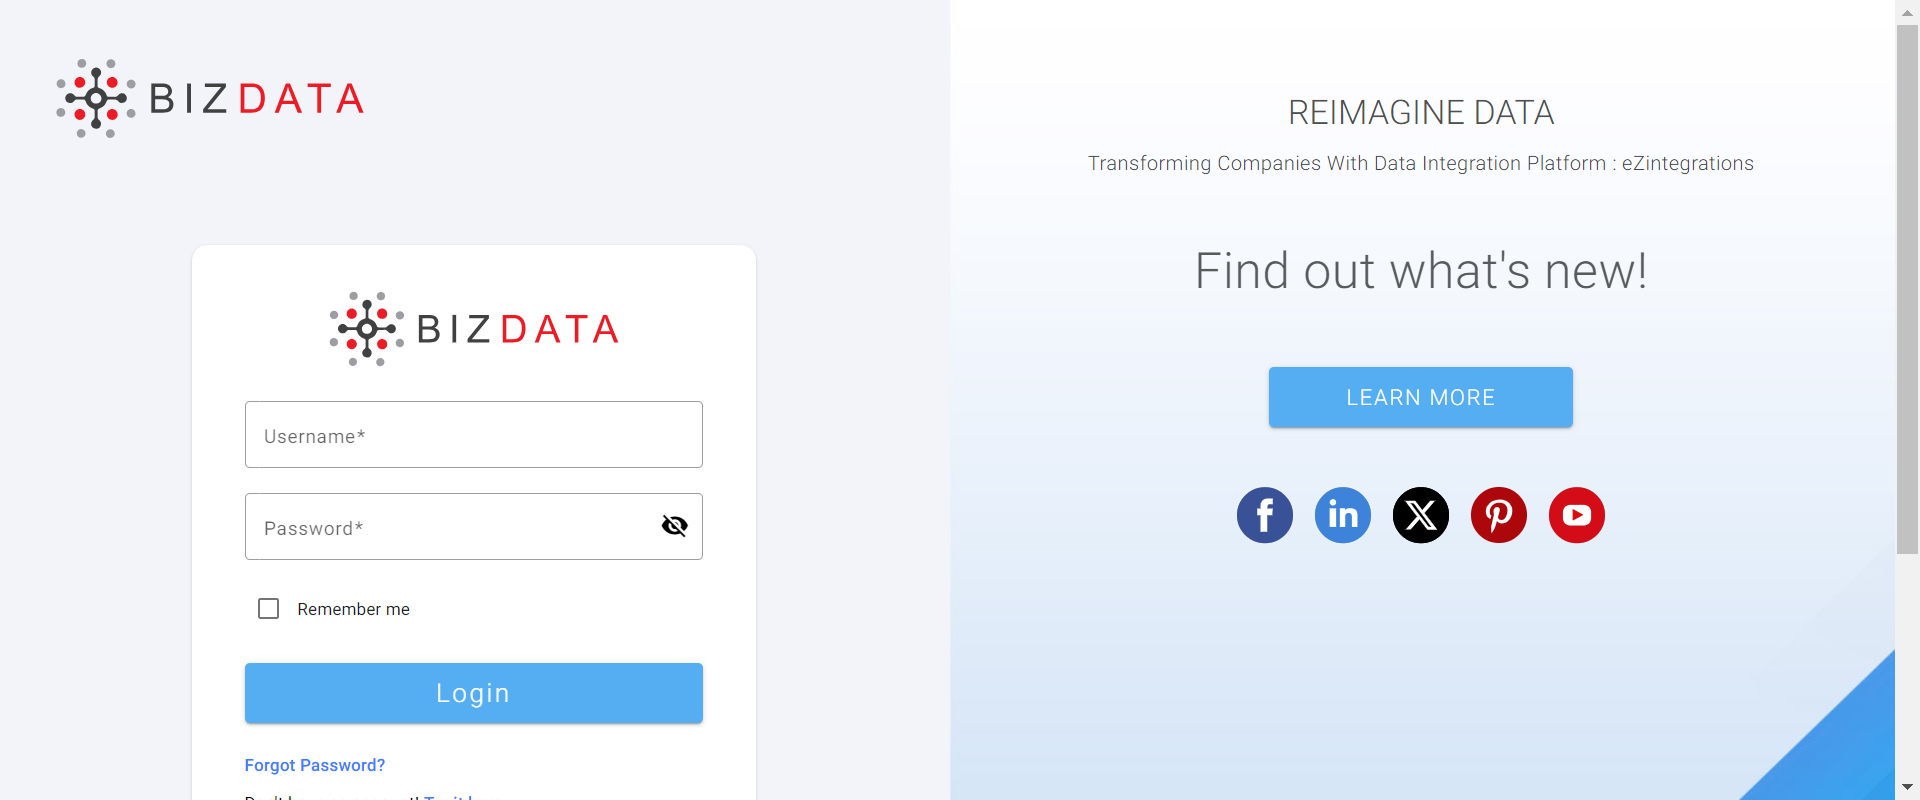 BIZDATA
BIZDATA
Username*
Password*
Remember me
Login
Forgot Password?
REIMAGINE DATA
Transforming Companies With Data Integration Platform : eZintegrations
Find out what's new!
LEARN MORE